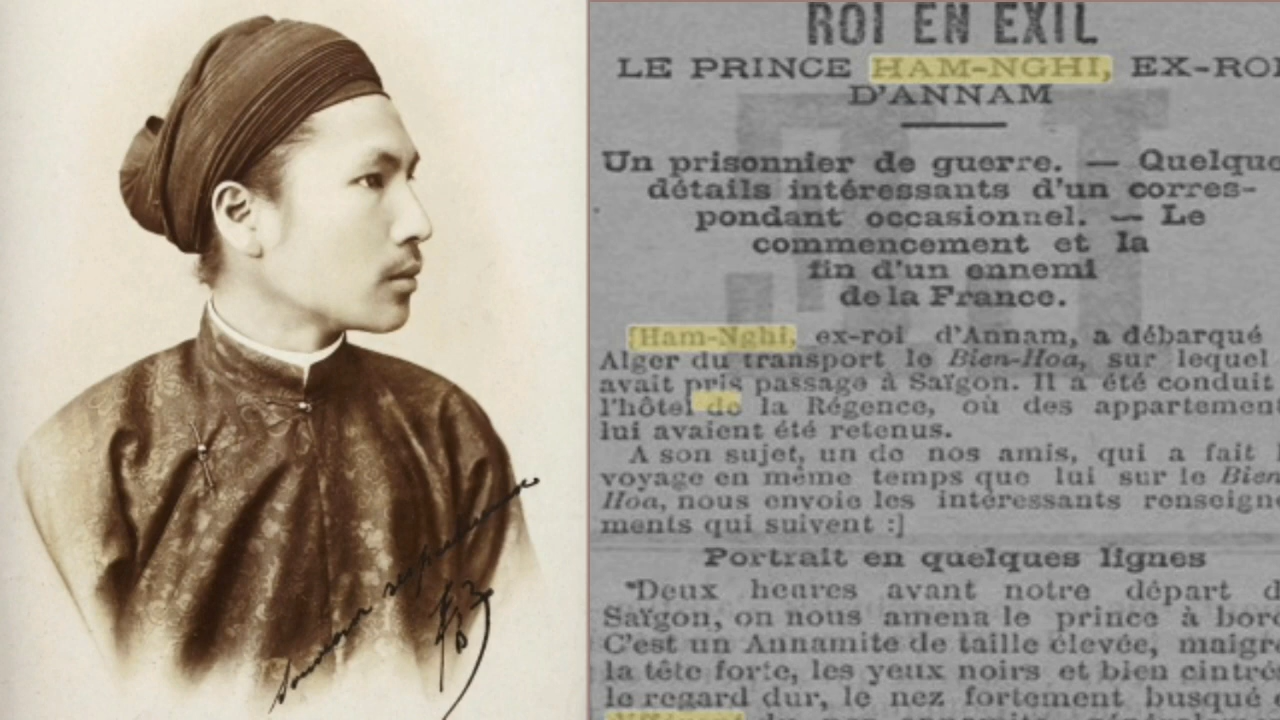 Souvenir respectueux
ROI EN EXIL
LE PRINCE HAM-NGHI, EX-ROI
D'ANNAM
Un prisonnier de guerre. — Quelque
détails intéressants d'un corres-
pondant occasionnel. — Le
commencement et la
fin d'un ennemi
de la France.
[Ham-Nghi, ex-roi d'Annam, a débarqué
Alger du transport le Bien-Hoa, sur lequel
avait pris passage à Saïgon. Il a été conduit
l'hôtel de la Régence, où des appartement
lui avaient été retenus.
A son sujet, un de nos amis, qui a fait l
voyage en même temps que lui sur le Bien
Hoa, nous envoie les intéressants renseigne
ments qui suivent :]
Portrait en quelques lignes
"Deux heures avant notre départ d
Saïgon, on nous amena le prince à bord
C'est un Annamite de taille élevée, maigre
la tête forte, les yeux noirs et bien cintré
le regard dur, le nez fortement busqué